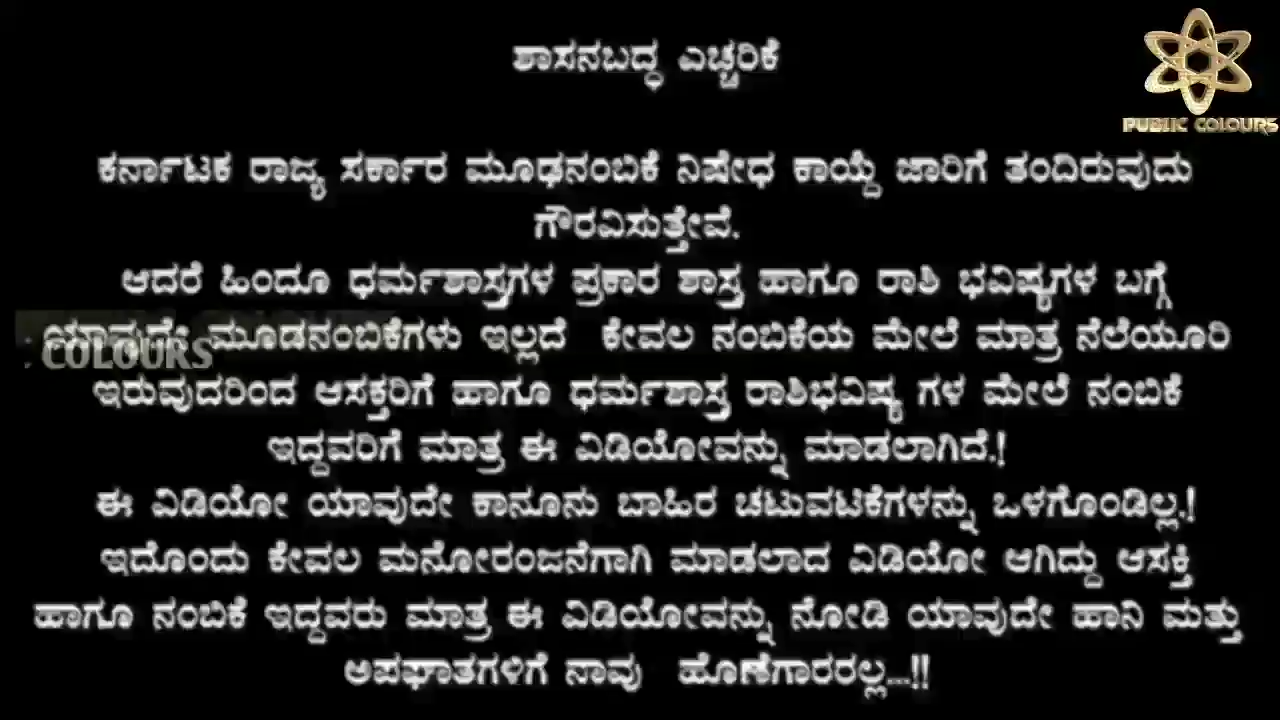 ಶಾಸನಬದ್ಧ ಎಚ್ಚರಿಕೆ
PUBLIC COLOURS
ಕರ್ನಾಟಕ ರಾಜ್ಯ ಸರ್ಕಾರ ಮೂಢನಂಬಿಕೆ ನಿಷೇಧ ಕಾಯ್ದೆ ಜಾರಿಗೆ ತಂದಿರುವುದು
ಗೌರವಿಸುತ್ತೇವೆ.
ಆದರೆ ಹಿಂದೂ ಧರ್ಮಶಾಸ್ತ್ರಗಳ ಪ್ರಕಾರ ಶಾಸ್ತ್ರ ಹಾಗೂ ರಾಶಿ ಭವಿಷ್ಯಗಳ ಬಗ್ಗೆ
ಯಾವುದೇ ಮೂಡನಂಬಿಕೆಗಳು ಇಲ್ಲದೆ ಕೇವಲ ನಂಬಿಕೆಯ ಮೇಲೆ ಮಾತ್ರ ನೆಲೆಯೂರಿ
COLOURS
ಇರುವುದರಿಂದ ಆಸಕ್ತರಿಗೆ ಹಾಗೂ ಧರ್ಮಶಾಸ್ತ್ರ ರಾಶಿಭವಿಷ್ಯ ಗಳ ಮೇಲೆ ನಂಬಿಕೆ
ಇದ್ದವರಿಗೆ ಮಾತ್ರ ಈ ವಿಡಿಯೋವನ್ನು ಮಾಡಲಾಗಿದೆ.!
ಈ ವಿಡಿಯೋ ಯಾವುದೇ ಕಾನೂನು ಬಾಹಿರ ಚಟುವಟಿಕೆಗಳನ್ನು ಒಳಗೊಂಡಿಲ್ಲ.!
ಇದೊಂದು ಕೇವಲ ಮನೋರಂಜನೆಗಾಗಿ ಮಾಡಲಾದ ವಿಡಿಯೋ ಆಗಿದ್ದು ಆಸಕ್ತಿ
ಹಾಗೂ ನಂಬಿಕೆ ಇದ್ದವರು ಮಾತ್ರ ಈ ವಿಡಿಯೋವನ್ನು ನೋಡಿ ಯಾವುದೇ ಹಾನಿ ಮತ್ತು
ಅಪಘಾತಗಳಿಗೆ ನಾವು ಹೊಣೆಗಾರರಲ್ಲ...!!